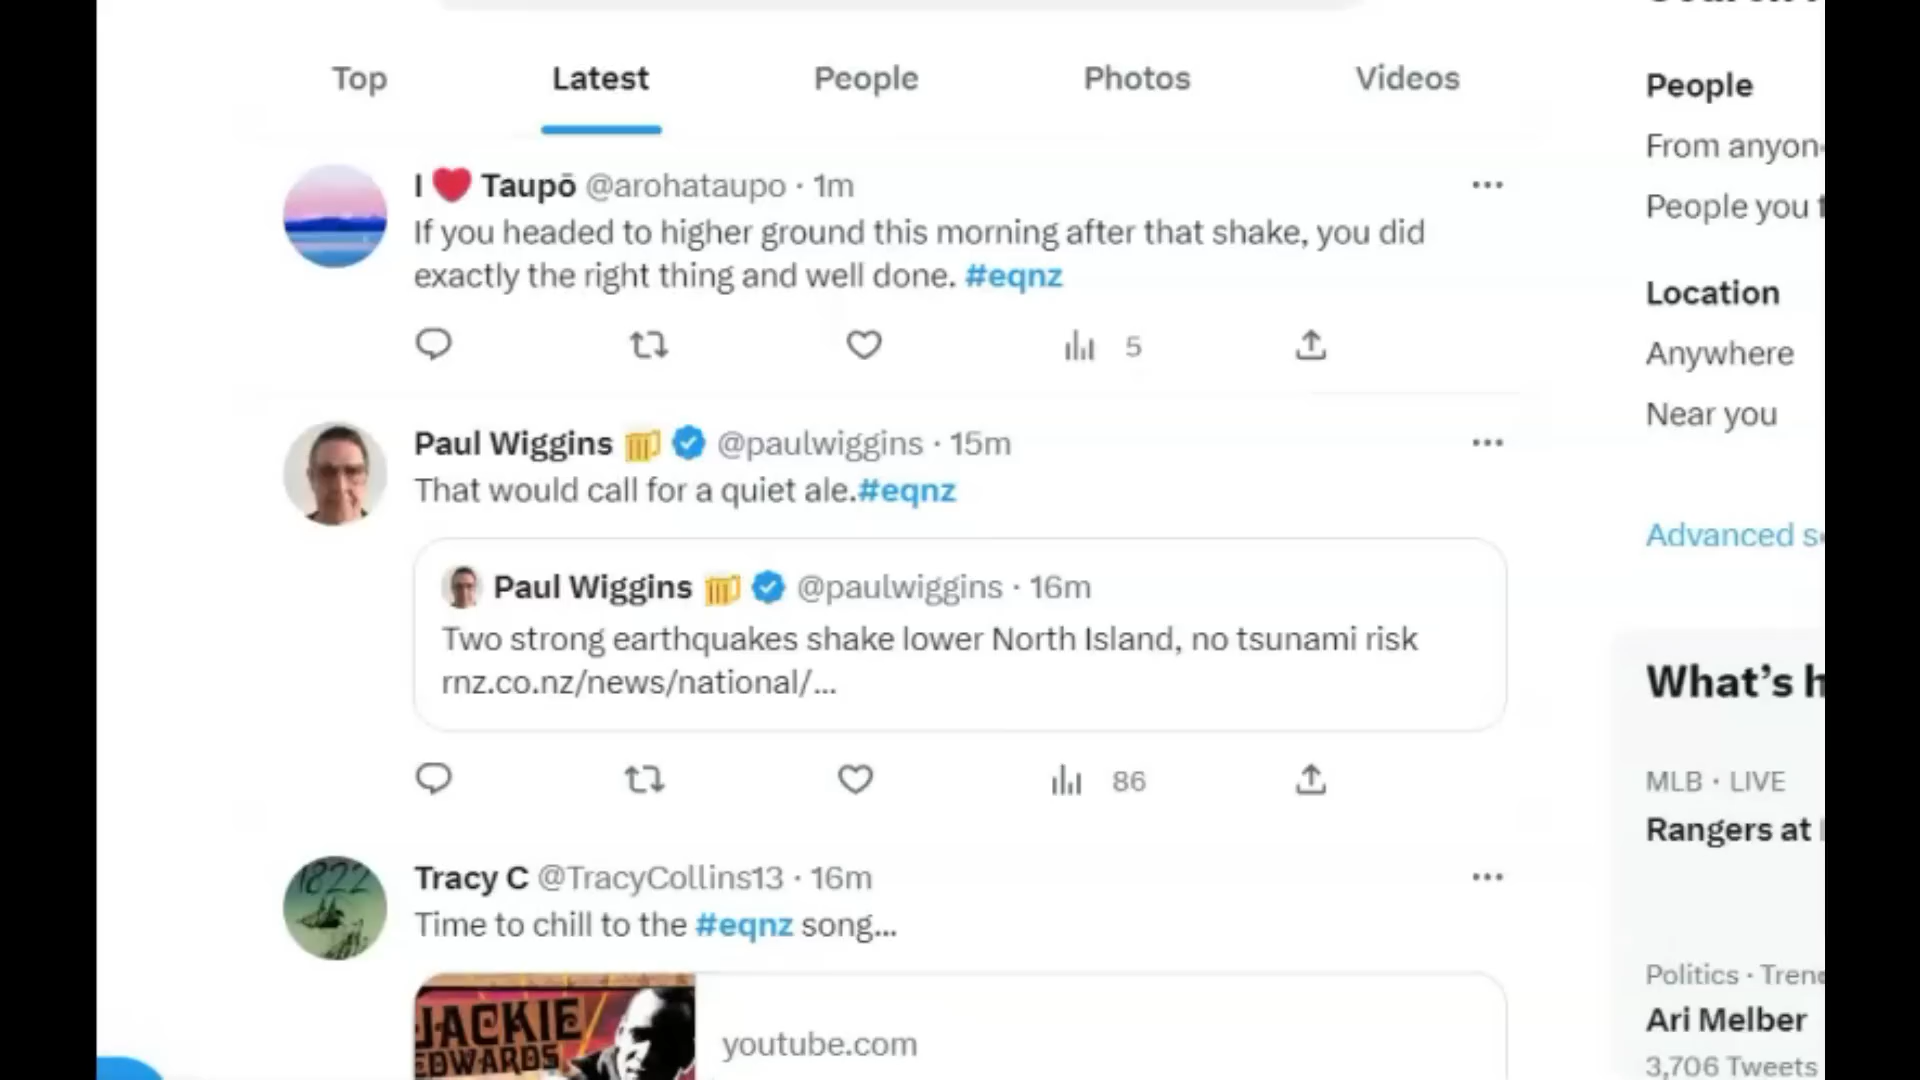 Top
Latest
People
Photos
Videos
I ❤️ Taupō @arohataupo · 1m
If you headed to higher ground this morning after that shake, you did
exactly the right thing and well done. #eqnz
5
Paul Wiggins 🍻 @paulwiggins · 15m
That would call for a quiet ale.#eqnz
Paul Wiggins 🍻 @paulwiggins · 16m
Two strong earthquakes shake lower North Island, no tsunami risk
rnz.co.nz/news/national/...
86
Tracy C @TracyCollins13 · 16m
Time to chill to the #eqnz song...
1822
JACKIE
EDWARDS
youtube.com
People
From
People you
Location
Anywhere
Near you
Advanced
What's
MLB · LIVE
Rangers at
Politics ·
Ari Melber
3,706 Tweets